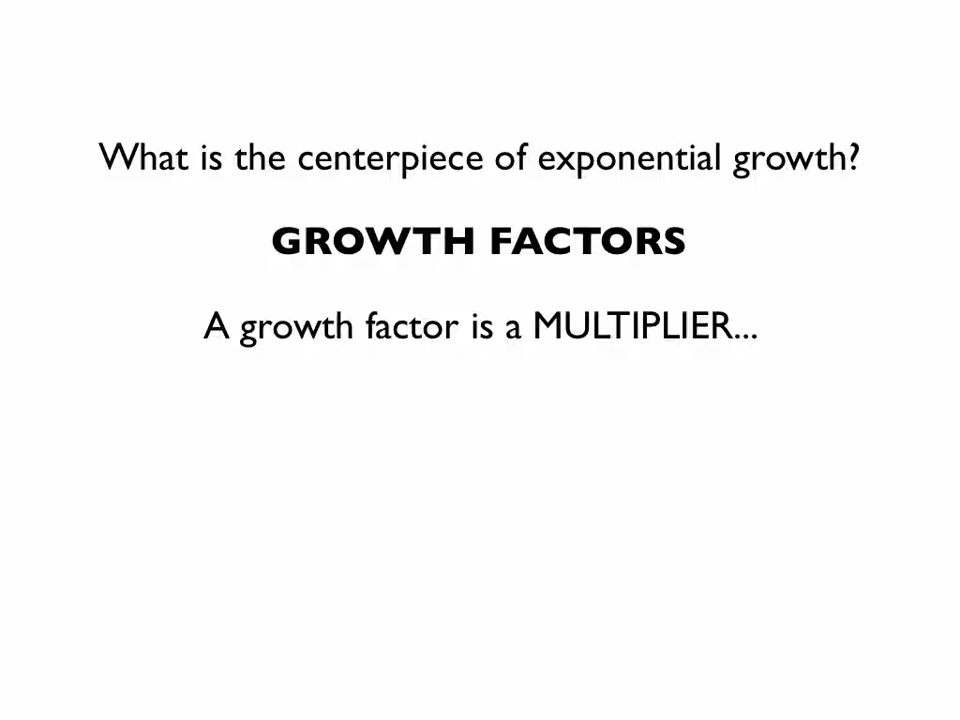 What is the centerpiece of exponential growth?
GROWTH FACTORS
A growth factor is a MULTIPLIER...